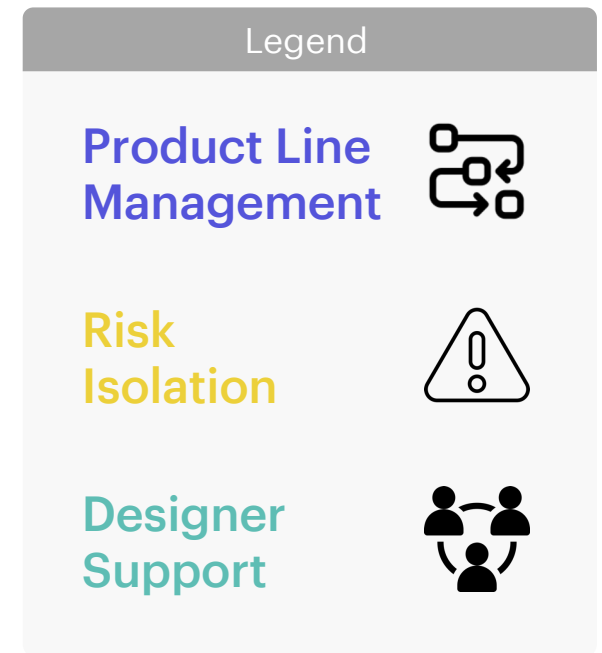 Legend
Product Line
Management
Risk
Isolation
Designer
Support